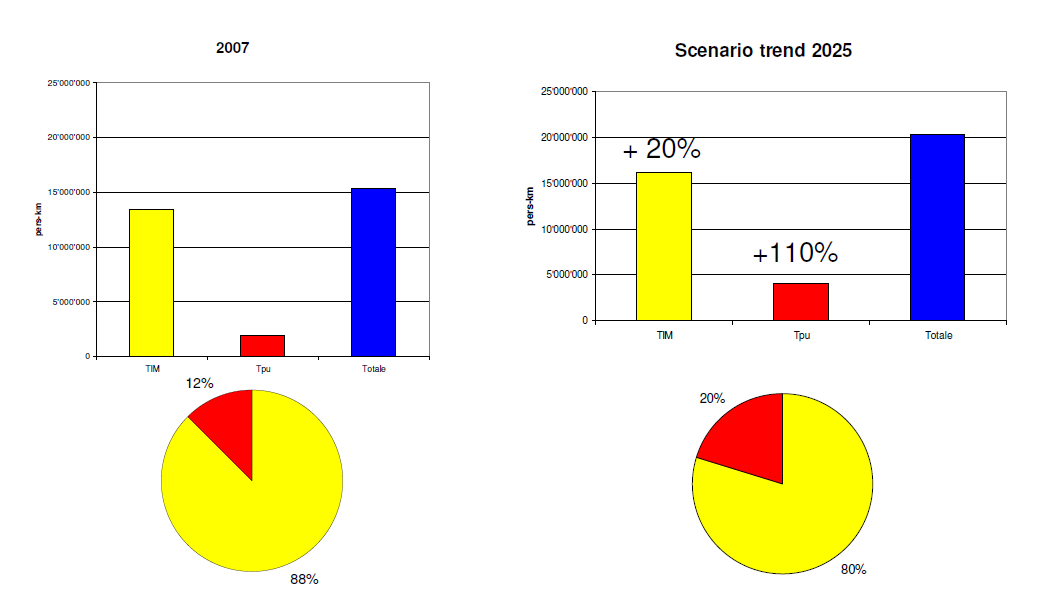 2007
25'000'000
20'000'000
15'000'000
10'000'000
5'000'000
0
pers-km
TIM
Tpu
Totale
12%
88%
Scenario trend 2025
25'000'000
20'000'000
15'000'000
10'000'000
5'000'000
0
pers-km
+ 20%
+110%
TIM
Tpu
Totale
20%
80%